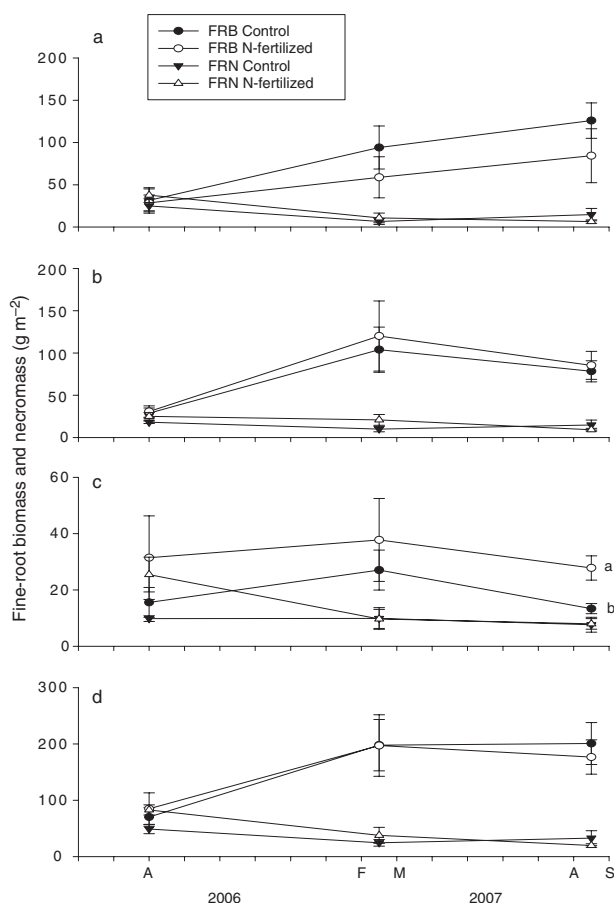 FRB Control
FRB N-fertilized
FRN Control
FRN N-fertilized
a
200
150
100
50
0
b
200
150
100
50
0
c
60
40
20
0
a
b
d
300
200
100
0
Fine-root biomass and necromass (g m⁻²)
A F M A S
2006 2007